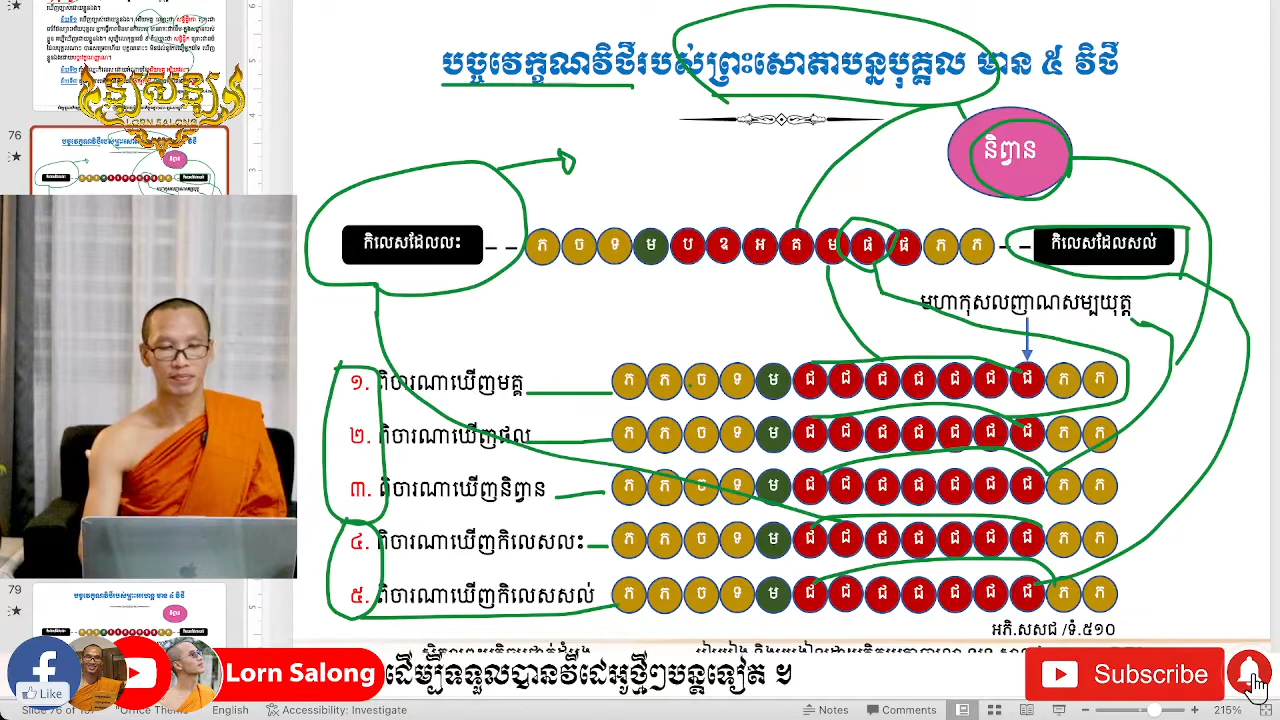 76
LORN SALONG
បច្ចវេក្ខណវិថីរបស់ព្រះសោតាបន្នបុគ្គល មាន ៥ វិថី
និព្វាន
កិលេសដែលលះ
ភ ច ទ ម ប ឧ អ គ ម ផ ផ ភ ភ
កិលេសដែលសល់
មហាកុសលញាណសម្បយុត្ត
១. ពិចារណាឃើញមគ្គ
ភ ភ ច ទ ម ជ ជ ជ ជ ជ ជ ជ ភ ភ
២. ពិចារណាឃើញផល
ភ ភ ច ទ ម ជ ជ ជ ជ ជ ជ ជ ភ ភ
៣. ពិចារណាឃើញនិព្វាន
ភ ភ ច ទ ម ជ ជ ជ ជ ជ ជ ជ ភ ភ
៤. ពិចារណាឃើញកិលេសលះ
ភ ភ ច ទ ម ជ ជ ជ ជ ជ ជ ជ ភ ភ
៥. ពិចារណាឃើញកិលេសសល់
ភ ភ ច ទ ម ជ ជ ជ ជ ជ ជ ជ ភ ភ
អភិ.សសជ /ទំ.៥១០
79
Like
Lorn Salong
ដើម្បីទទួលបានវីដេអូថ្មីៗបន្តទៀត ។
Subscribe
Slide 76 of
"Office Theme"
English
Accessibility: Investigate
Notes
Comments
215%